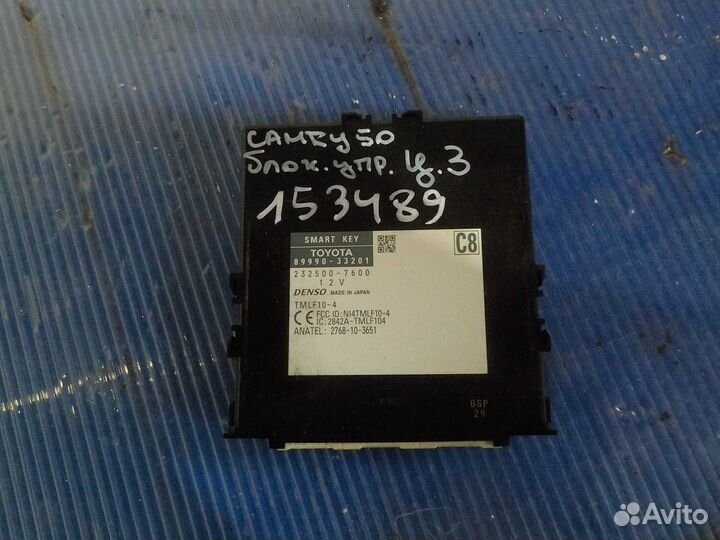 CAMRY 50
блок. упр. ц.з
153489
SMART KEY
TOYOTA
89990-33201
C8
232500-7600
12V
DENSO MADE IN JAPAN
TMLF10-4
CE FCC ID:NI4TMLF10-4
IC:2842A-TMLF104
ANATEL: 2768-10-3651
08P
29
Avito